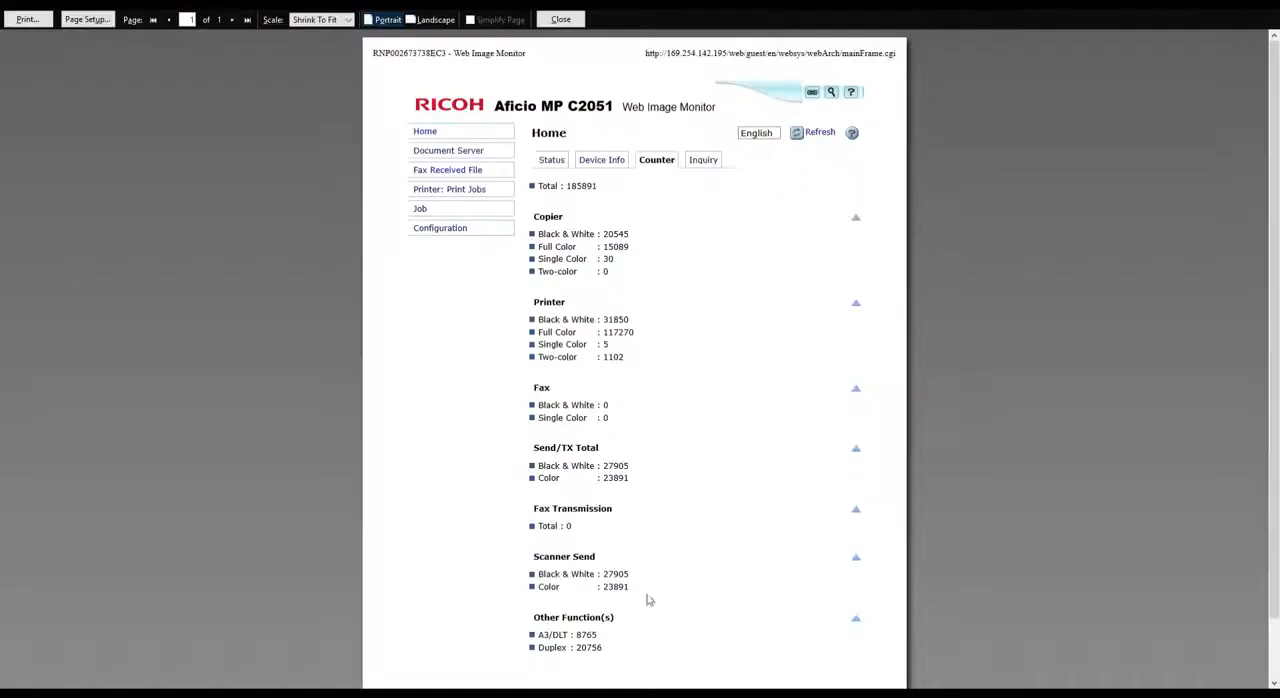 Print... Page Setup... Page: 1 of 1 Scale: Shrink To Fit Portrait Landscape Simplify Page Close
RNP002673738EC3 - Web Image Monitor http://169.254.142.195/web/guest/en/websys/webArch/mainFrame.cgi
RICOH Aficio MP C2051 Web Image Monitor
Home
Document Server
Fax Received File
Printer: Print Jobs
Job
Configuration
Home English Refresh
Status Device Info Counter Inquiry
Total : 185891
Copier
Black & White : 20545
Full Color : 15089
Single Color : 30
Two-color : 0
Printer
Black & White : 31850
Full Color : 117270
Single Color : 5
Two-color : 1102
Fax
Black & White : 0
Single Color : 0
Send/TX Total
Black & White : 27905
Color : 23891
Fax Transmission
Total : 0
Scanner Send
Black & White : 27905
Color : 23891
Other Function(s)
A3/DLT : 8765
Duplex : 20756